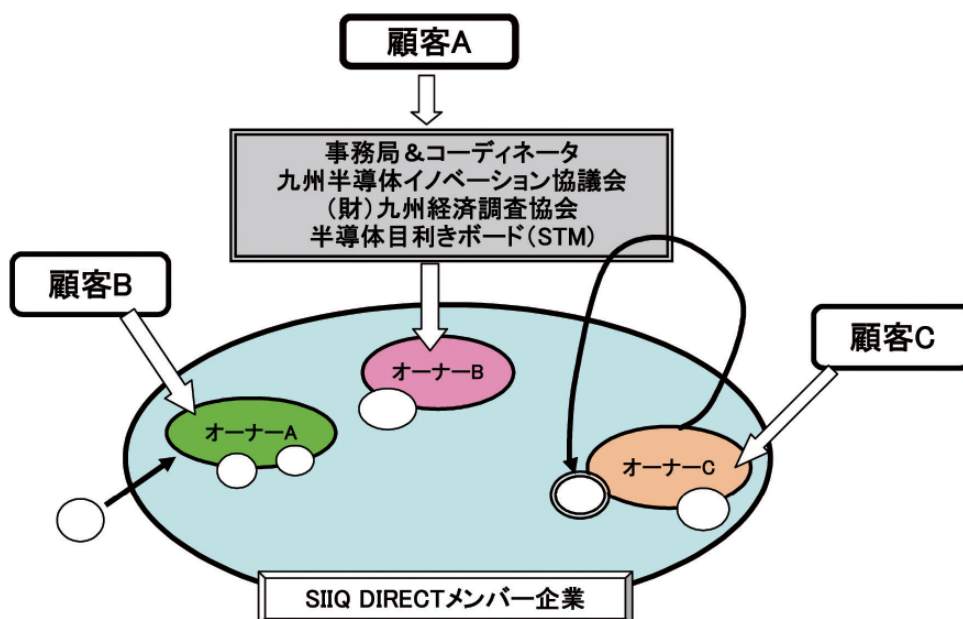 顧客A
事務局＆コーディネータ
九州半導体イノベーション協議会
（財）九州経済調査協会
半導体目利きボード（STM）
顧客B
顧客C
オーナーB
オーナーA
オーナーC
SIIQ DIRECTメンバー企業